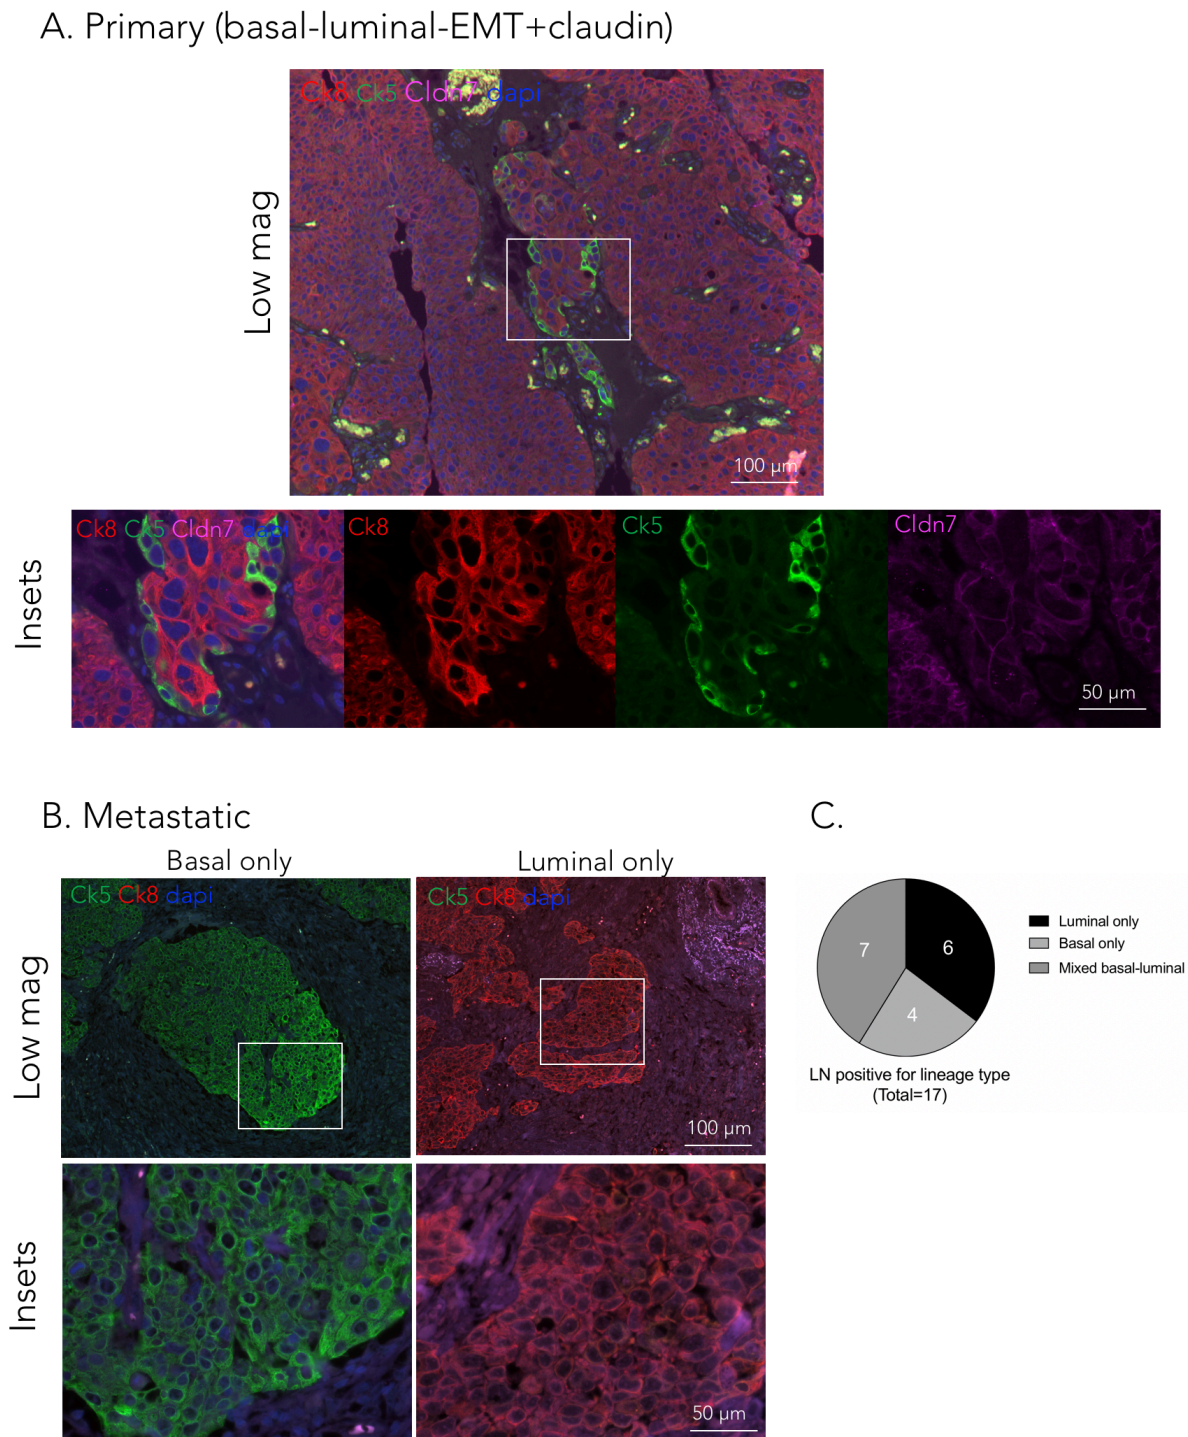 A. Primary (basal-luminal-EMT+claudin)
Low mag
Ck8 Ck5 Cldn7 dapi
100 µm
Insets
Ck8 Ck5 Cldn7 dapi
Ck8
Ck5
Cldn7
50 µm
B. Metastatic
Basal only
Luminal only
Low mag
Ck5 Ck8 dapi
Ck5 Ck8 dapi
100 µm
Insets
50 µm
C.
7
6
4
Luminal only
Basal only
Mixed basal-luminal
LN positive for lineage type
(Total=17)